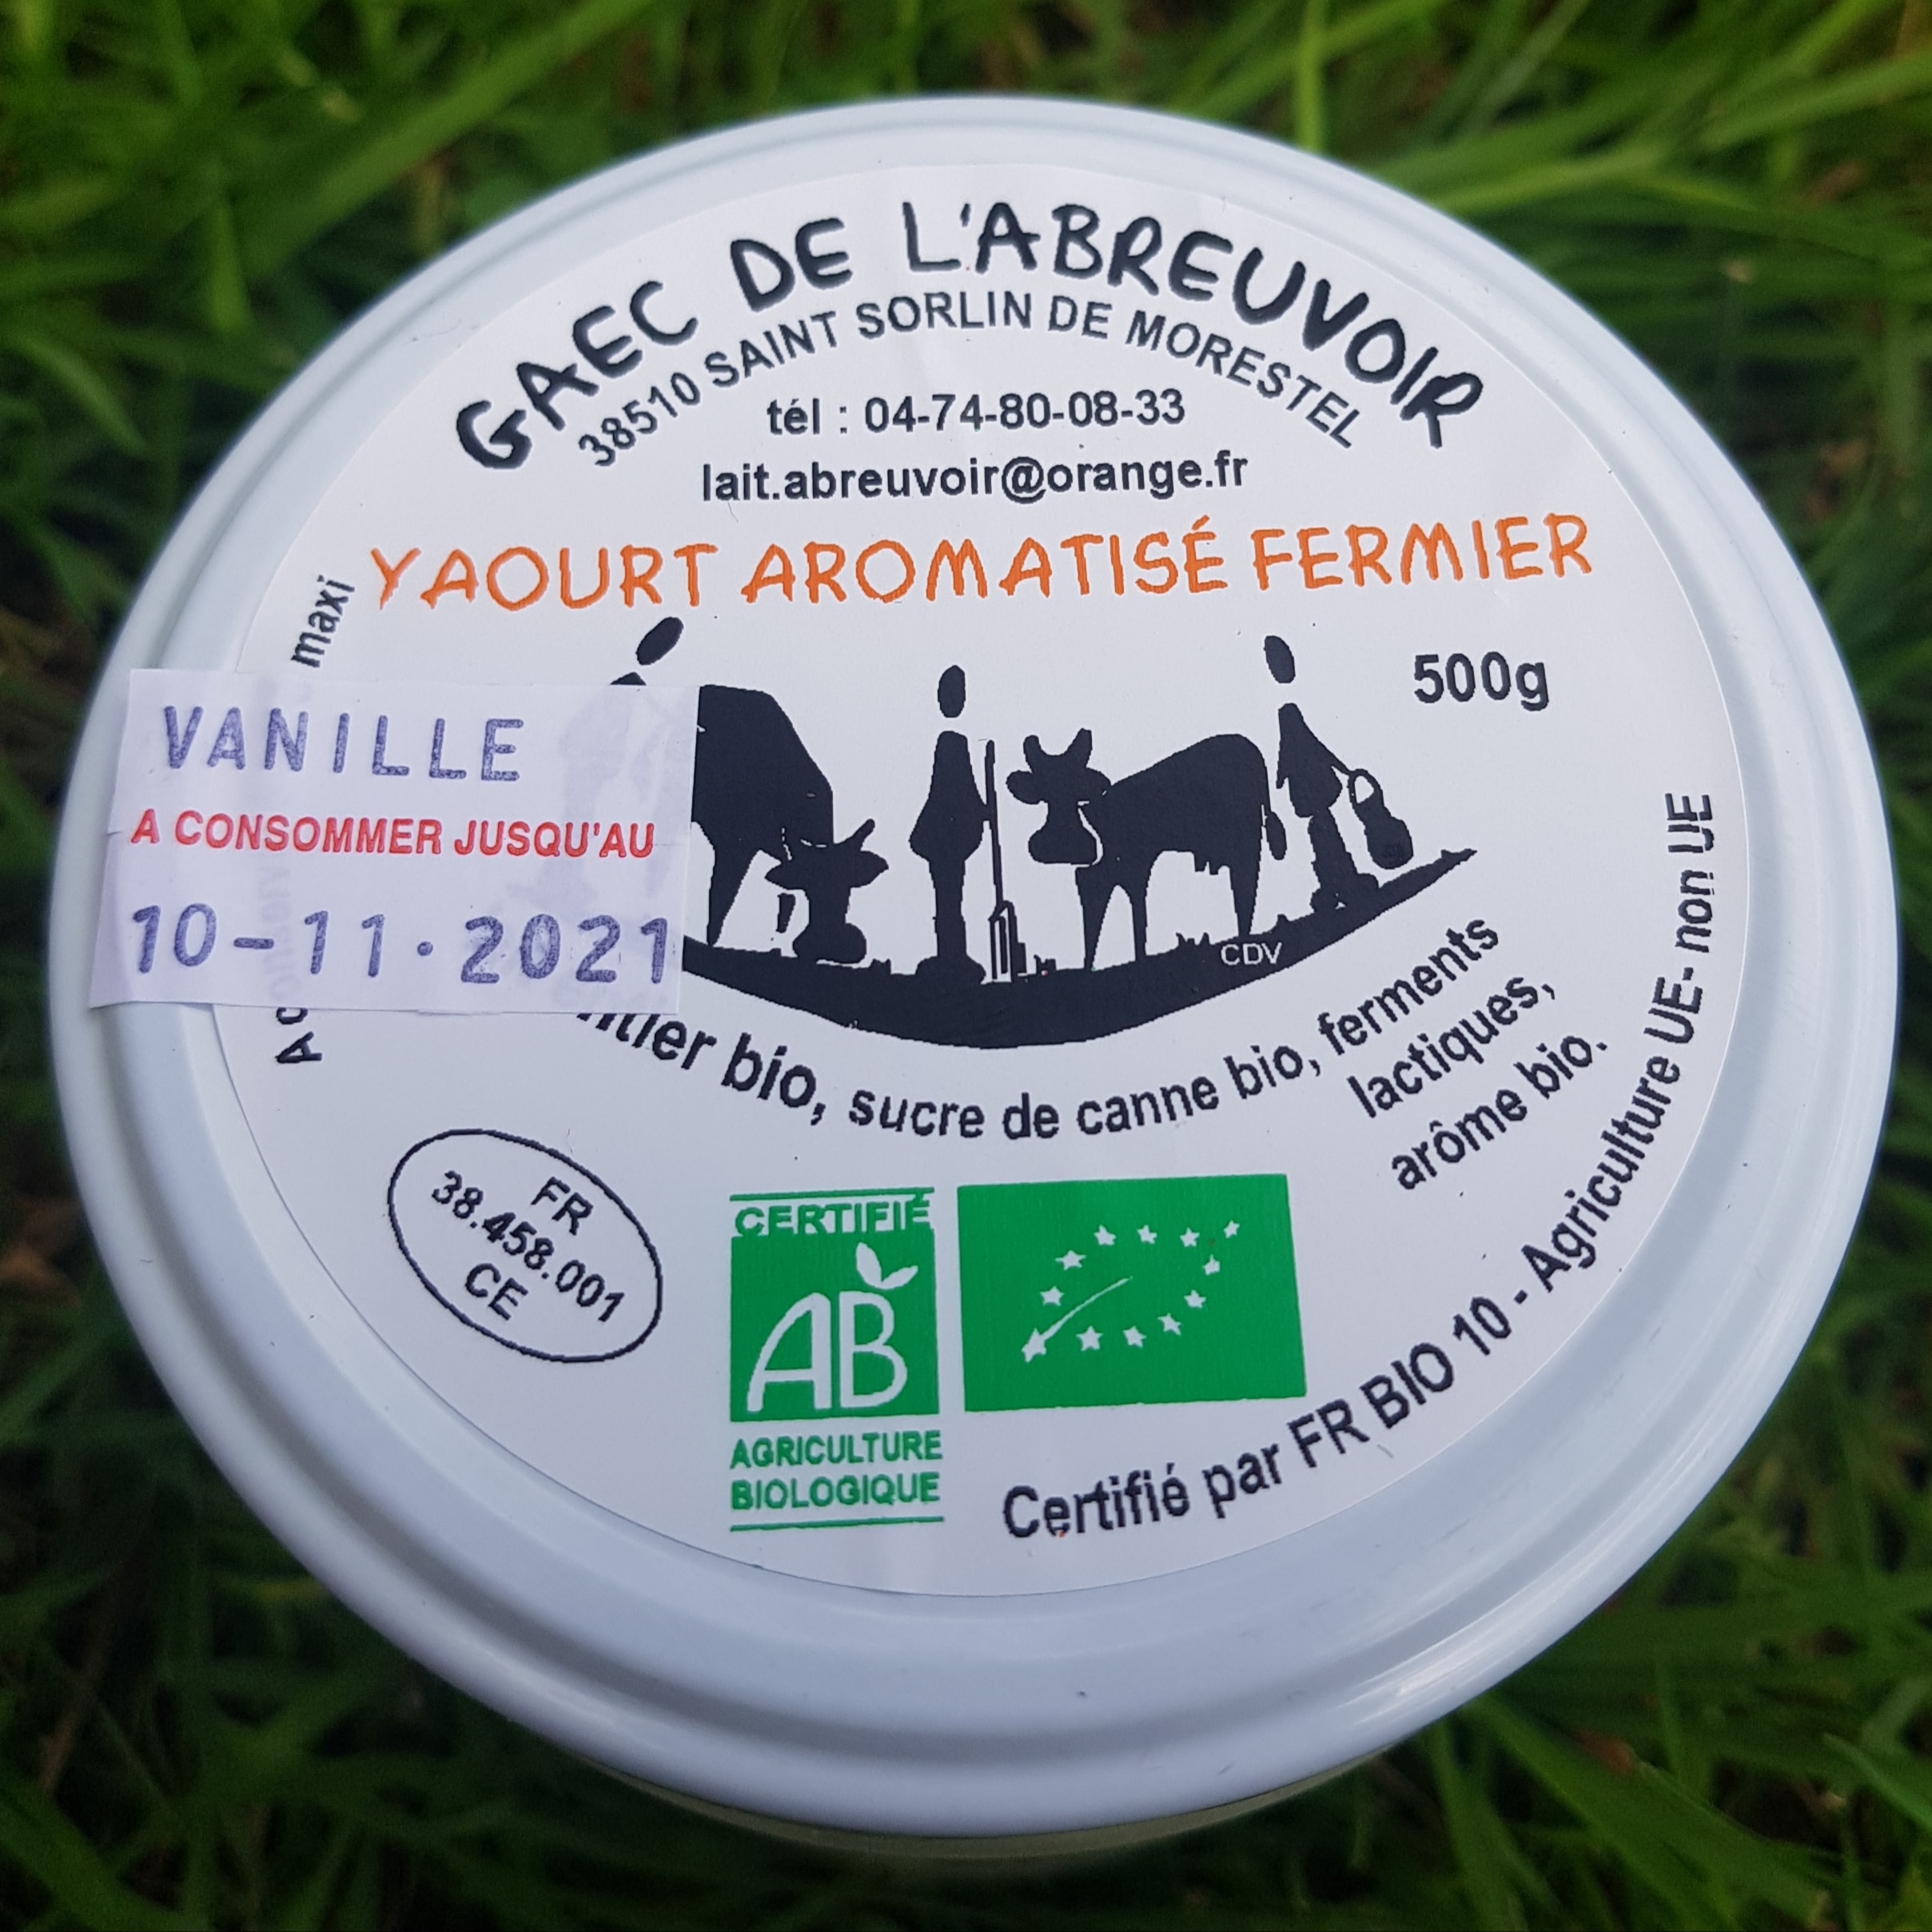 GAEC DE L'ABREUVOIR
38510 SAINT SORLIN DE MORESTEL
tél : 04-74-80-08-33
lait.abreuvoir@orange.fr
YAOURT AROMATISÉ FERMIER
maxi
500g
VANILLE
A CONSOMMER JUSQU'AU
10-11·2021
CDV
bio, sucre de canne bio, ferments
lactiques,
arôme bio.
FR
38.458.001
CE
CERTIFIÉ
AB
AGRICULTURE
BIOLOGIQUE
Certifié par FR BIO 10 - Agriculture UE- non UE